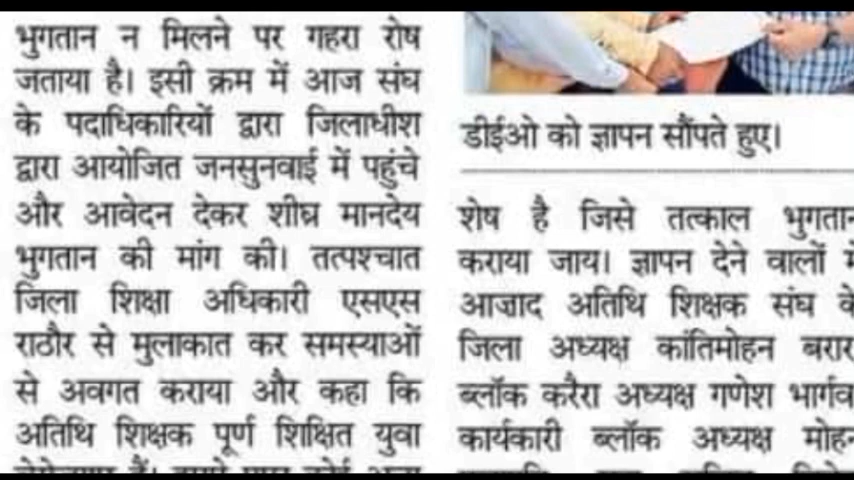 भुगतान न मिलने पर गहरा रोष
जताया है। इसी क्रम में आज संघ
के पदाधिकारियों द्वारा जिलाधीश
द्वारा आयोजित जनसुनवाई में पहुंचे
और आवेदन देकर शीघ्र मानदेय
भुगतान की मांग की। तत्पश्चात
जिला शिक्षा अधिकारी एसएस
राठौर से मुलाकात कर समस्याओं
से अवगत कराया और कहा कि
अतिथि शिक्षक पूर्ण शिक्षित युवा
डीईओ को ज्ञापन सौंपते हुए।
शेष है जिसे तत्काल भुगतान
कराया जाय। ज्ञापन देने वालों में
आज़ाद अतिथि शिक्षक संघ के
जिला अध्यक्ष कांतिमोहन बरार
ब्लॉक करैरा अध्यक्ष गणेश भार्गव
कार्यकारी ब्लॉक अध्यक्ष मोहन